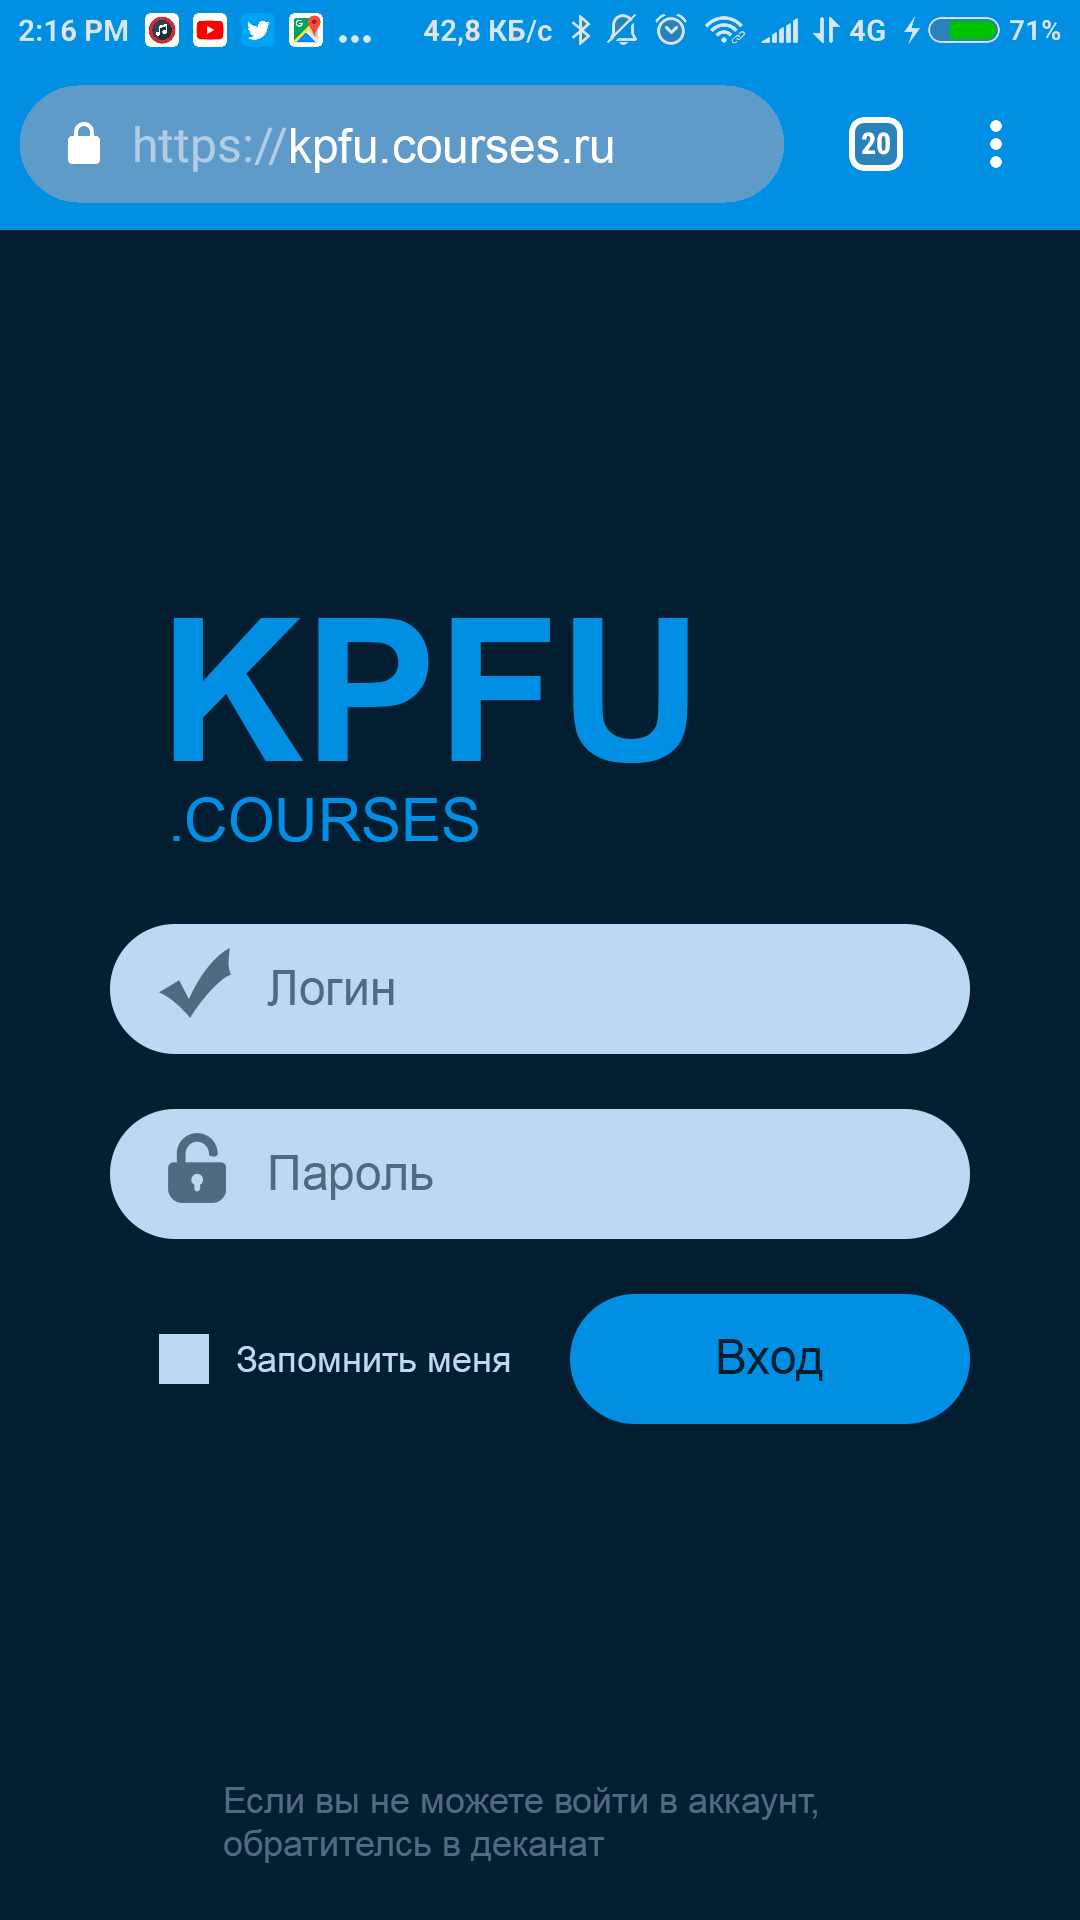 2:16 PM ... 42,8 КБ/с 4G 71%
https://kpfu.courses.ru 20
KPFU
.COURSES
Логин
Пароль
Запомнить меня Вход
Если вы не можете войти в аккаунт,
обратителсь в деканат